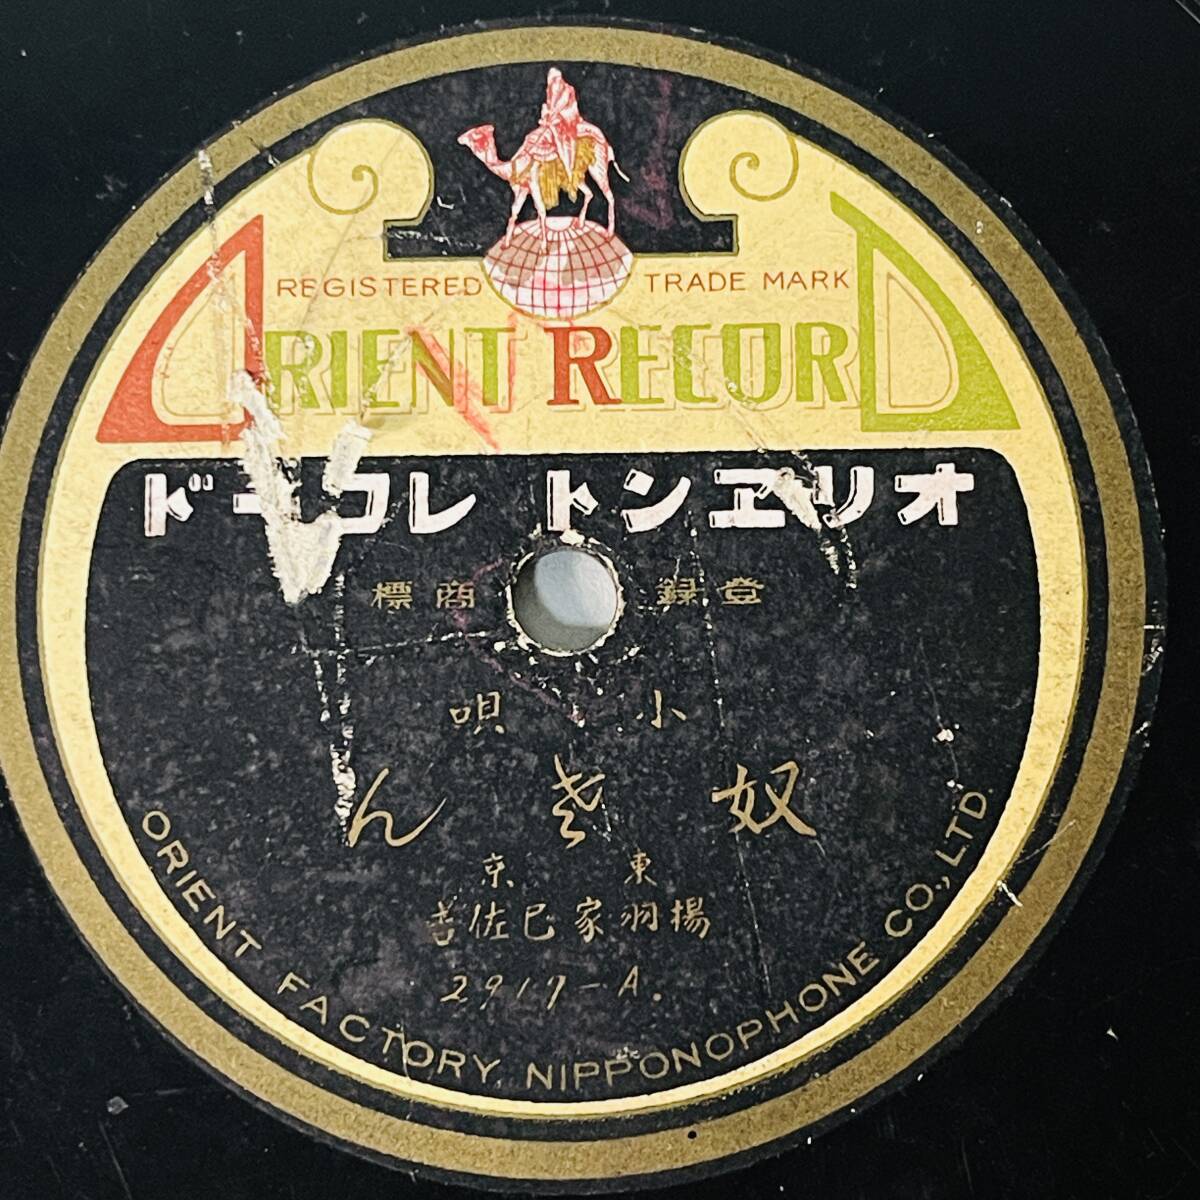 REGISTERED TRADE MARK
ORIENT RECORD
オリヱント レコード
登録商標
小唄
奴さん
東京
揚羽家巳佐吉
2917-A.
ORIENT FACTORY, NIPPONOPHONE CO., LTD.